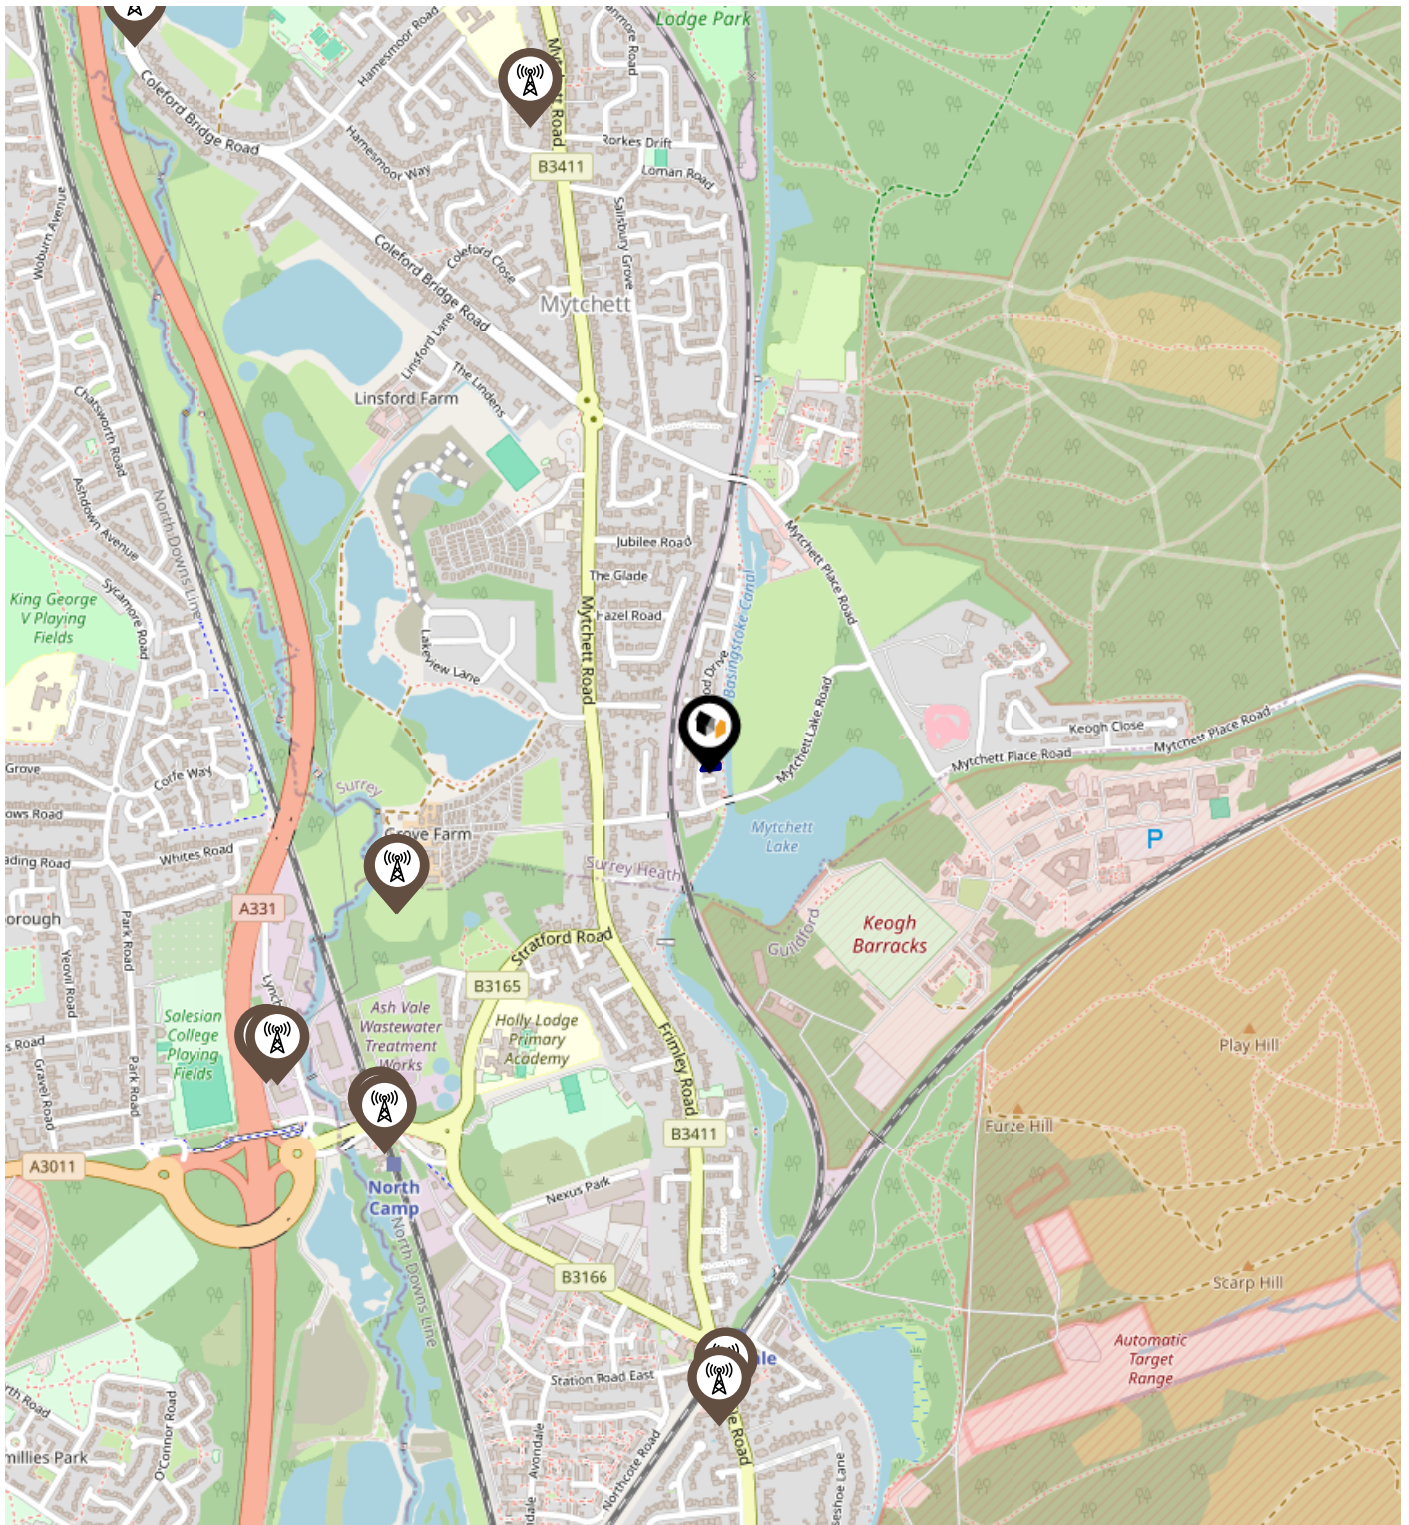 Lodge Park
Hamesmoor Road
Mytchett Road
Coleford Bridge Road
Rorkes Drift
Hamesmoor Way
B3411
Loman Road
Woburn Avenue
Salisbury Grove
Coleford Close
Coleford Bridge Road
Mytchett
Linsford Lane
The Lindens
Linsford Farm
Chatsworth Road
Ashdown Avenue
North Downs Line
Jubilee Road
Mytchett Place Road
The Glade
King George
V Playing
Fields
Sycamore Road
Hazel Road
Mytchett Road
Basingstoke Canal
Lakeview Lane
Mytchett Lake Road
Keogh Close
Mytchett Place Road
Mytchett Place Road
Grove
Corfe Way
Surrey
Grove Farm
Mytchett
Lake
P
Whites Road
Surrey Heath
A331
Park Road
Yeovil Road
Stratford Road
Guildford
Keogh
Barracks
B3165
Salesian
College
Playing
Fields
Ash Vale
Wastewater
Treatment
Works
Holly Lodge
Primary
Academy
Frimley Road
Gravel Road
Park Road
Play Hill
Furze Hill
B3411
A3011
North
Camp
Nexus Park
North Downs Line
B3166
Scarp Hill
Automatic
Target
Range
Station Road East
O'Connor Road
Avondale
Northcote Road